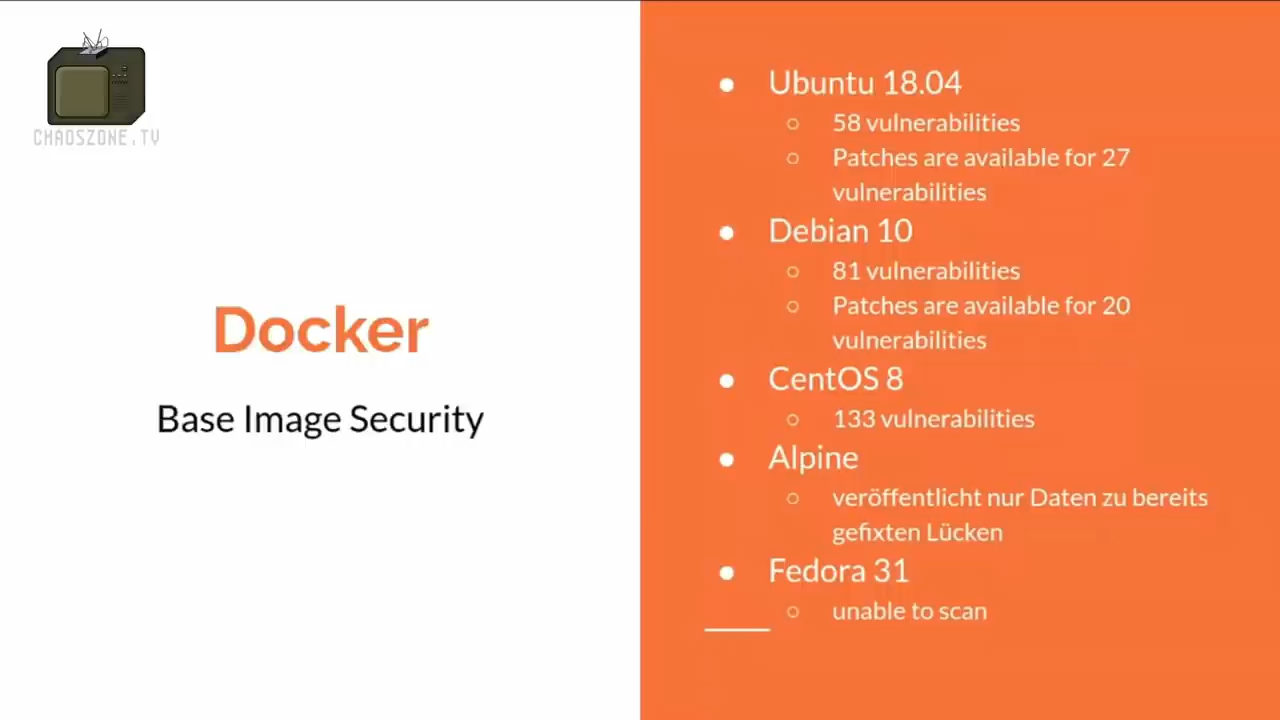 CHAOSZONE.TV
Docker
Base Image Security
● Ubuntu 18.04
○ 58 vulnerabilities
○ Patches are available for 27
vulnerabilities
● Debian 10
○ 81 vulnerabilities
○ Patches are available for 20
vulnerabilities
● CentOS 8
○ 133 vulnerabilities
● Alpine
○ veröffentlicht nur Daten zu bereits
gefixten Lücken
● Fedora 31
○ unable to scan